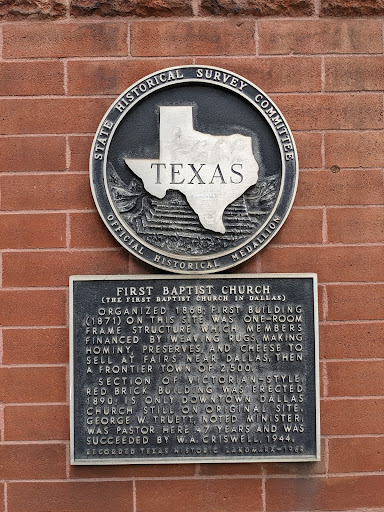 STATE HISTORICAL SURVEY COMMITTEE
TEXAS
OFFICIAL HISTORICAL MEDALLION
FIRST BAPTIST CHURCH
(THE FIRST BAPTIST CHURCH IN DALLAS)
ORGANIZED 1868. FIRST BUILDING
(1871) ON THIS SITE WAS ONE-ROOM
FRAME STRUCTURE WHICH MEMBERS
FINANCED BY WEAVING RUGS, MAKING
HOMINY, PRESERVES AND CHEESE TO
SELL AT FAIRS NEAR DALLAS, THEN
A FRONTIER TOWN OF 2,500.
SECTION OF VICTORIAN-STYLE,
RED BRICK BUILDING WAS ERECTED
1890; IS ONLY DOWNTOWN DALLAS
CHURCH STILL ON ORIGINAL SITE.
GEORGE W. TRUETT, NOTED MINISTER,
WAS PASTOR HERE 47 YEARS AND WAS
SUCCEEDED BY W.A. CRISWELL, 1944.
RECORDED TEXAS HISTORIC LANDMARK-1968